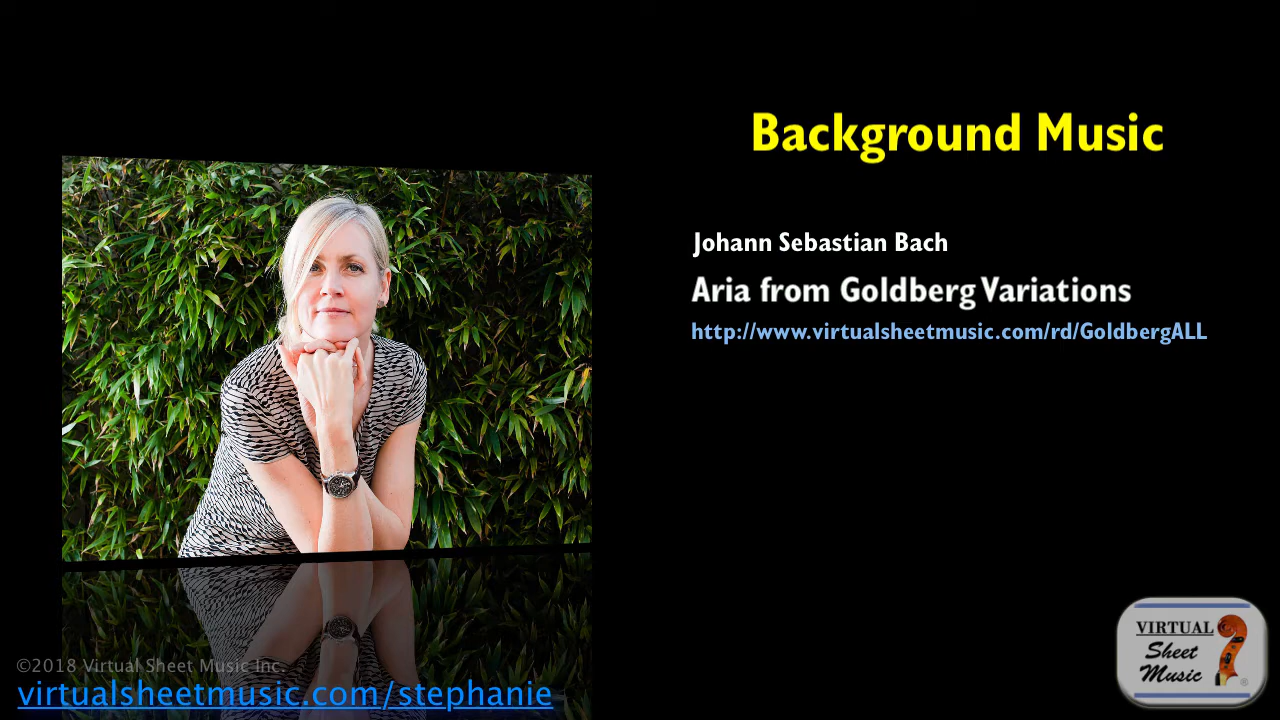 Background Music
Johann Sebastian Bach
Aria from Goldberg Variations
http://www.virtualsheetmusic.com/rd/GoldbergALL
©2018 Virtual Sheet Music Inc.
virtualsheetmusic.com/stephanie
VIRTUAL
Sheet
Music
®